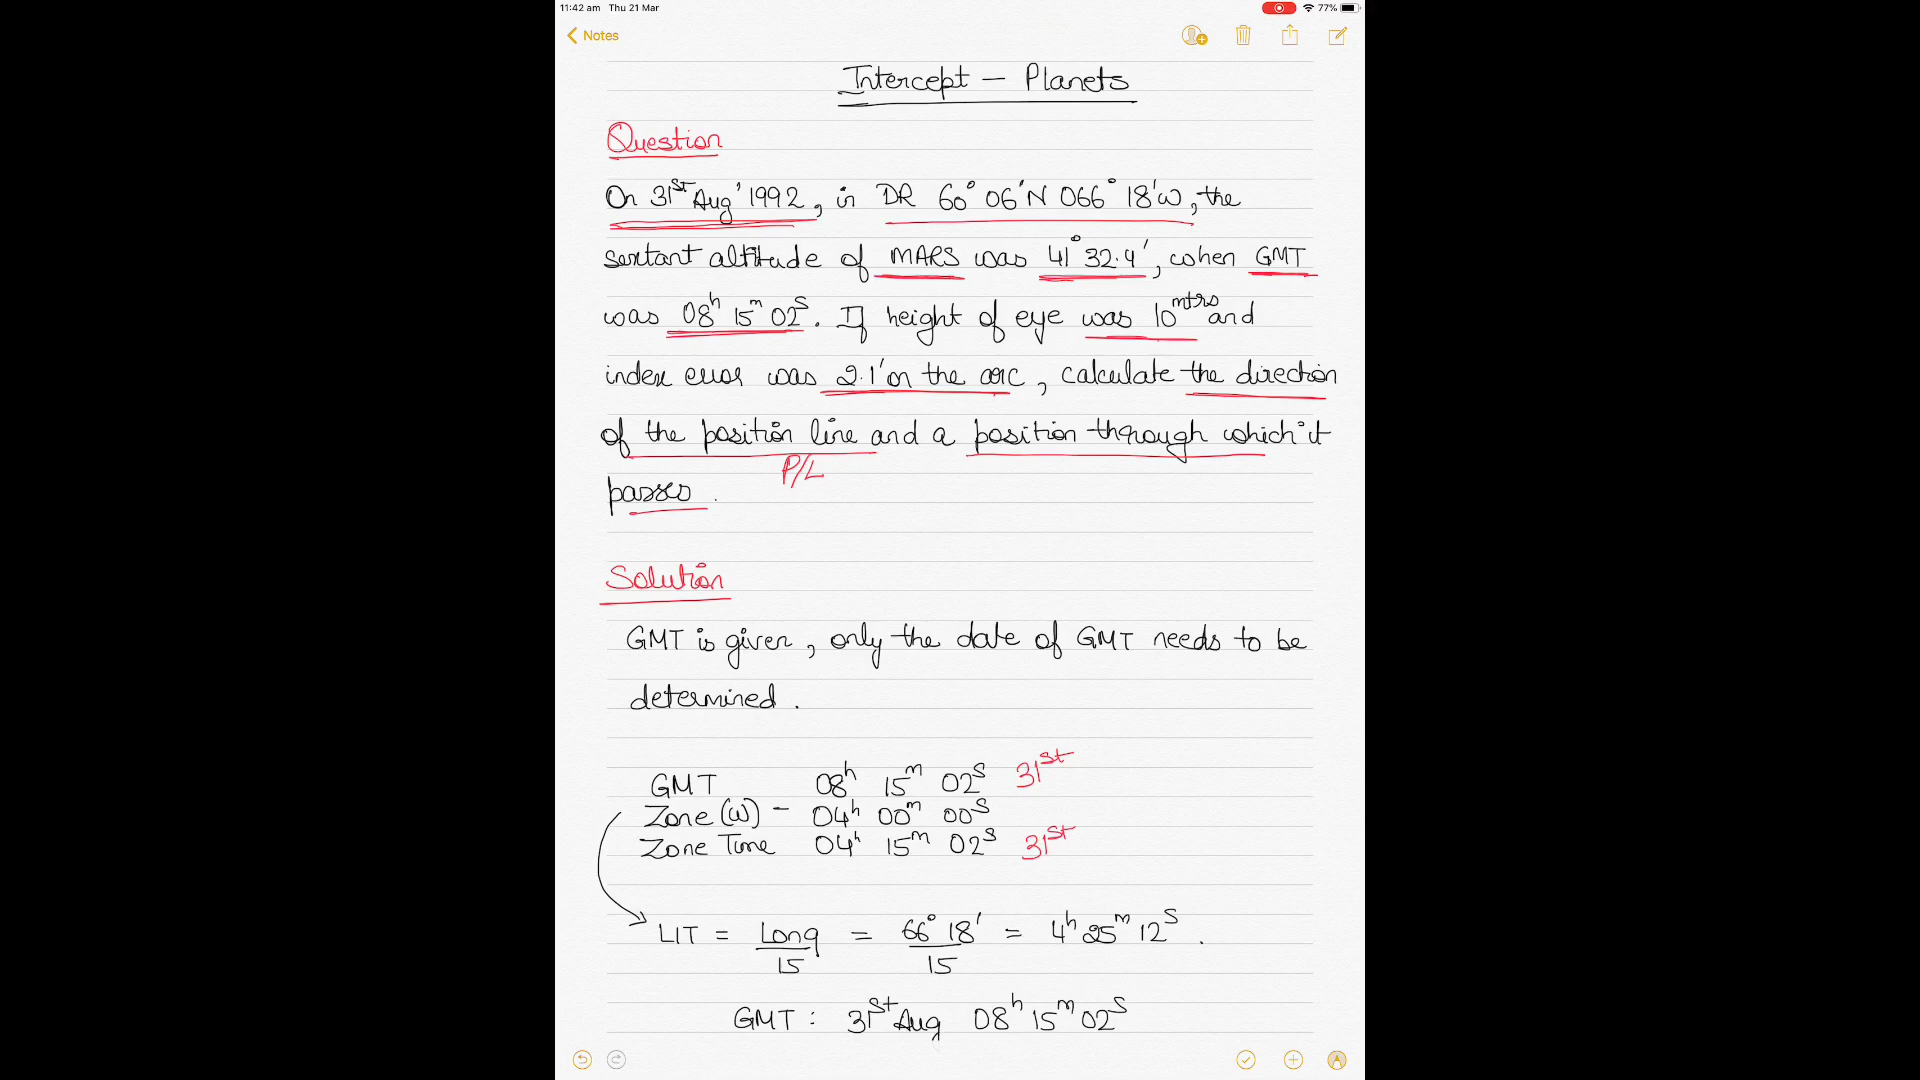 11:42 am Thu 21 Mar
77%
Notes
Intercept - Planets
Question
On 31st Aug' 1992, in DR 60° 06' N 066° 18' W, the
sextant altitude of MARS was 41° 32.4', when GMT
was 08h 15m 02s. If height of eye was 10mtrs and
index error was 2.1' on the arc, calculate the direction
of the position line and a position through which it
P/L
passes.
Solution
GMT is given, only the date of GMT needs to be
determined.
GMT 08h 15m 02s 31st
Zone (W) - 04h 00m 00s
Zone Time 04h 15m 02s 31st
LIT = Long/15 = 66° 18'/15 = 4h 25m 12s.
GMT: 31st Aug 08h 15m 02s